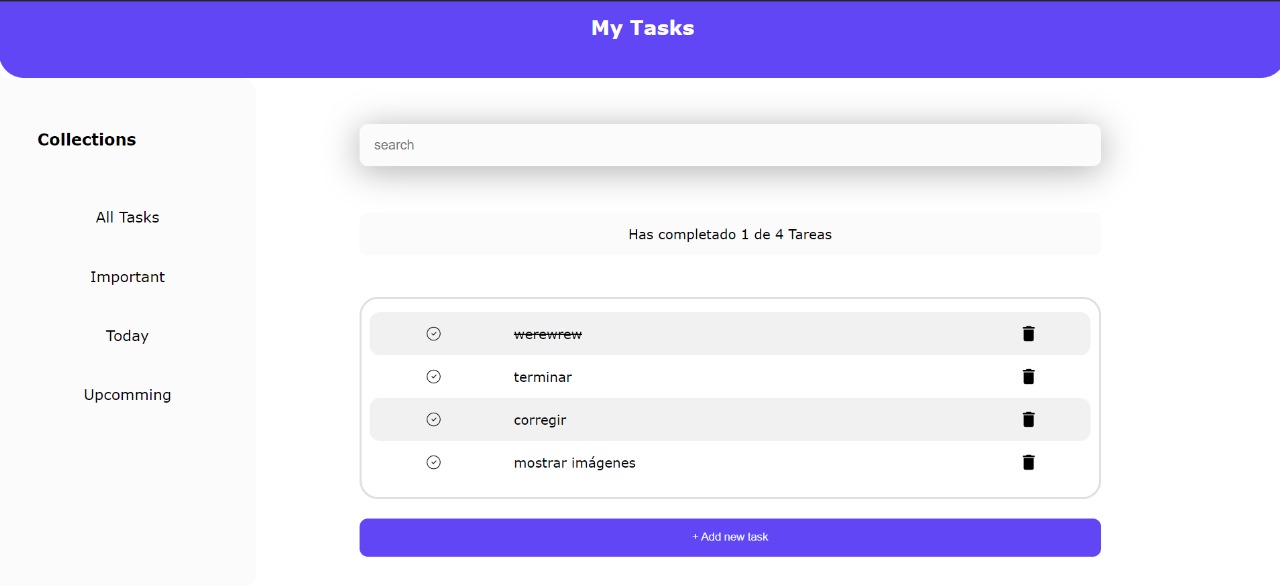 My Tasks
Collections
All Tasks
Important
Today
Upcomming
search
Has completado 1 de 4 Tareas
werewrew
terminar
corregir
mostrar imágenes
+ Add new task